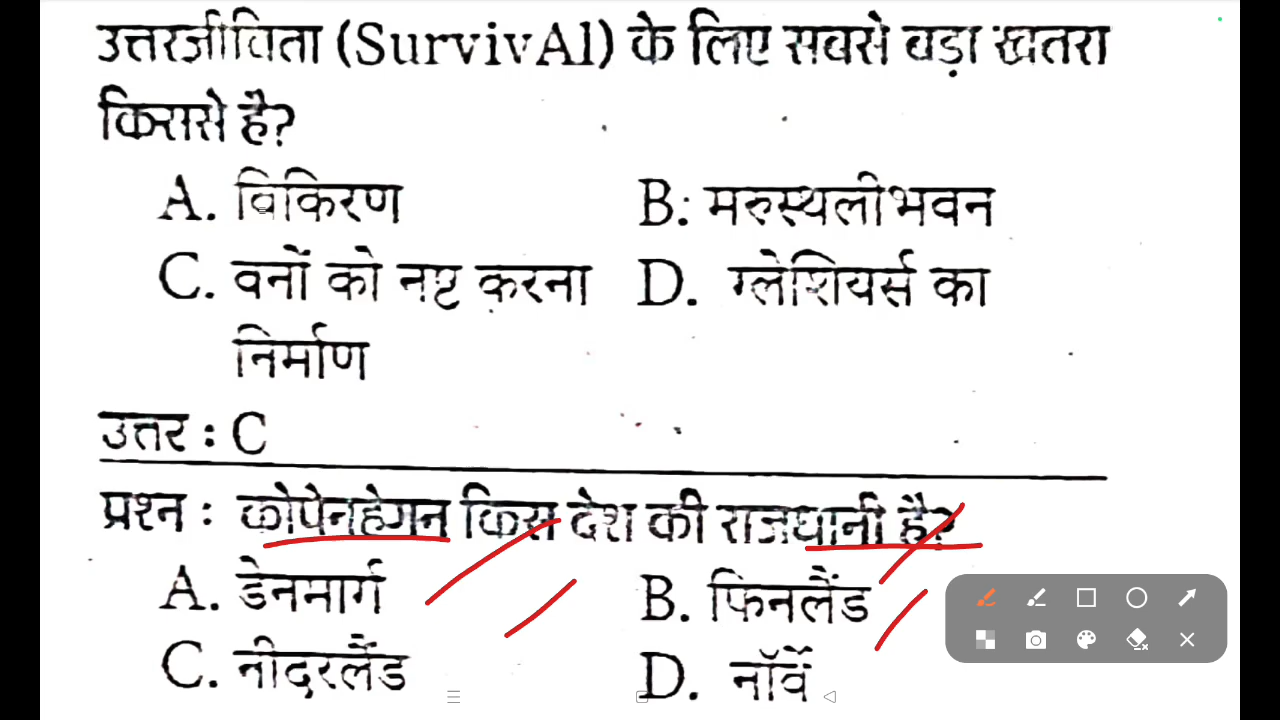 उत्तरजीविता (SurvivAl) के लिए सबसे बड़ा खतरा
किससे है?
A. विकिरण B: मरुस्थलीभवन
C. वनों को नष्ट करना D. ग्लेशियर्स का
निर्माण
उत्तर : C
प्रश्न : कोपेनहेगन किस देश की राजधानी है?
A. डेनमार्ग B. फिनलैंड
C. नीदरलैंड D. नॉर्वे